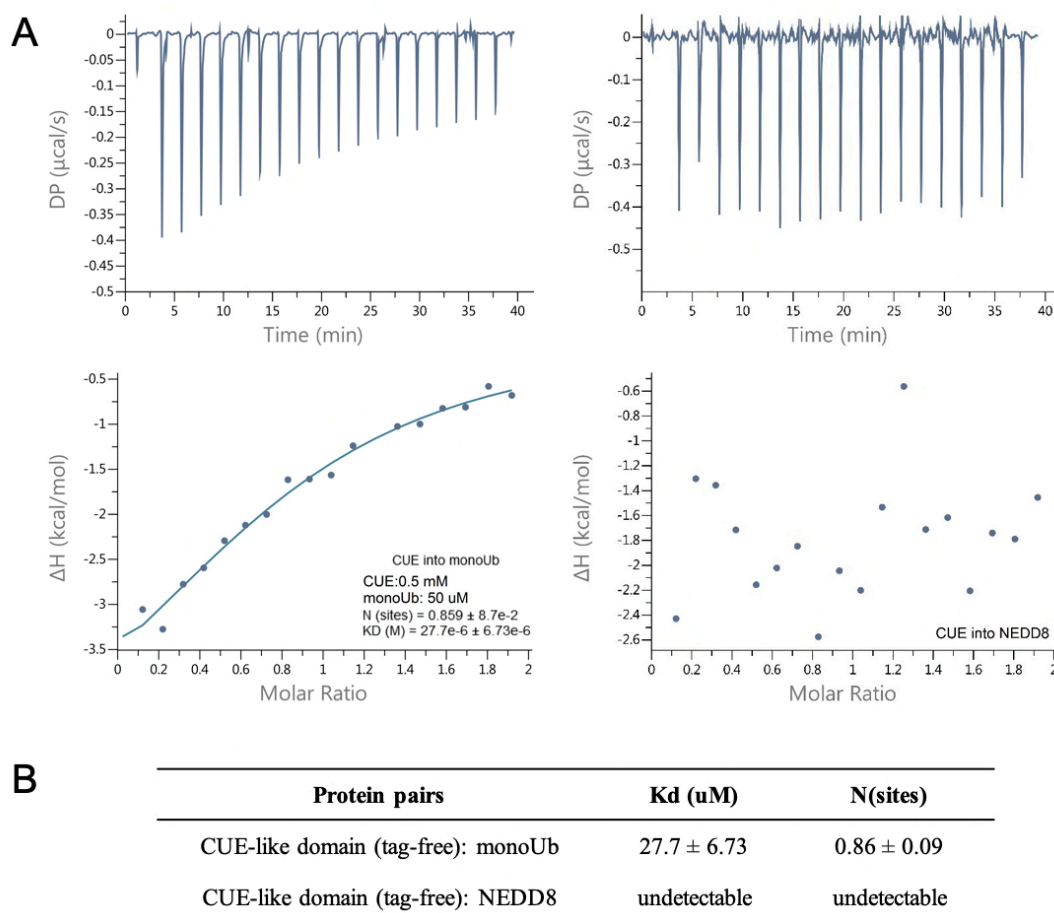 A
0
-0.05
-0.1
-0.15
-0.2
-0.25
-0.3
-0.35
-0.4
-0.45
-0.5
DP (µcal/s)
0 5 10 15 20 25 30 35 40
Time (min)
0
-0.1
-0.2
-0.3
-0.4
-0.5
DP (µcal/s)
0 5 10 15 20 25 30 35 40
Time (min)
-0.5
-1
-1.5
-2
-2.5
-3
-3.5
ΔH (kcal/mol)
CUE into monoUb
CUE:0.5 mM
monoUb: 50 uM
N (sites) = 0.859 ± 8.7e-2
KD (M) = 27.7e-6 ± 6.73e-6
0 0.2 0.4 0.6 0.8 1 1.2 1.4 1.6 1.8 2
Molar Ratio
-0.6
-0.8
-1
-1.2
-1.4
-1.6
-1.8
-2
-2.2
-2.4
-2.6
ΔH (kcal/mol)
CUE into NEDD8
0 0.2 0.4 0.6 0.8 1 1.2 1.4 1.6 1.8 2
Molar Ratio
B
Protein pairs Kd (uM) N(sites)
CUE-like domain (tag-free): monoUb 27.7 ± 6.73 0.86 ± 0.09
CUE-like domain (tag-free): NEDD8 undetectable undetectable